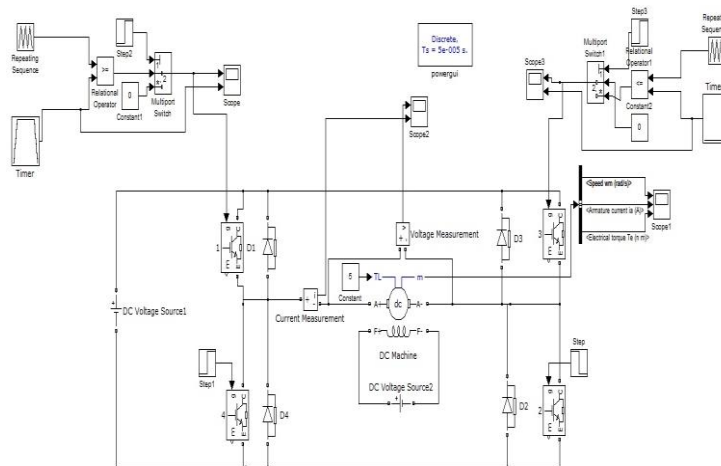 Repeating
Sequence
Step2
>=
Relational
Operator
0
Constant1
Multiport
Switch
Scope
Timer
Discrete,
Ts = 5e-005 s.
powergui
Scope2
Step3
Multiport
Switch1
Scope3
Relational
Operator1
<=
Constant2
0
Repeating
Sequence
Timer
<Speed wm (rad/s)>
<Armature current ia (A)>
<Electrical torque Te (n m)>
Scope1
g
C
E
1
D1
Voltage Measurement
D3
g
C
E
3
5
Constant
TL
m
DC Voltage Source1
Current Measurement
A+
dc
A-
F+
F-
DC Machine
DC Voltage Source2
Step1
g
C
E
4
D4
D2
Step
g
C
E
2